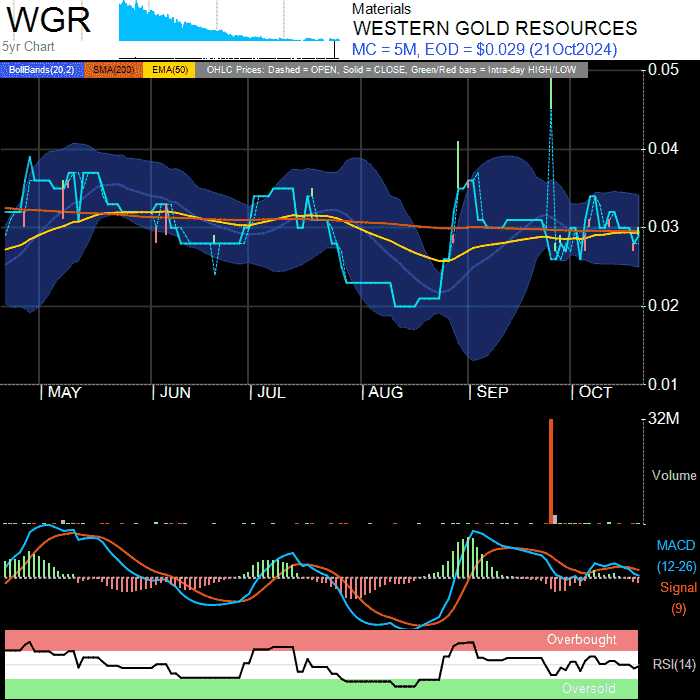 WGR
5yr Chart
Materials
WESTERN GOLD RESOURCES
MC = 5M, EOD = $0.029 (21Oct2024)
BollBands(20,2) SMA(200) EMA(50) OHLC Prices: Dashed = OPEN, Solid = CLOSE, Green/Red bars = Intra-day HIGH/LOW
0.05
0.04
0.03
0.02
0.01
MAY JUN JUL AUG SEP OCT
32M
Volume
MACD
(12-26)
Signal
(9)
Overbought
RSI(14)
Oversold